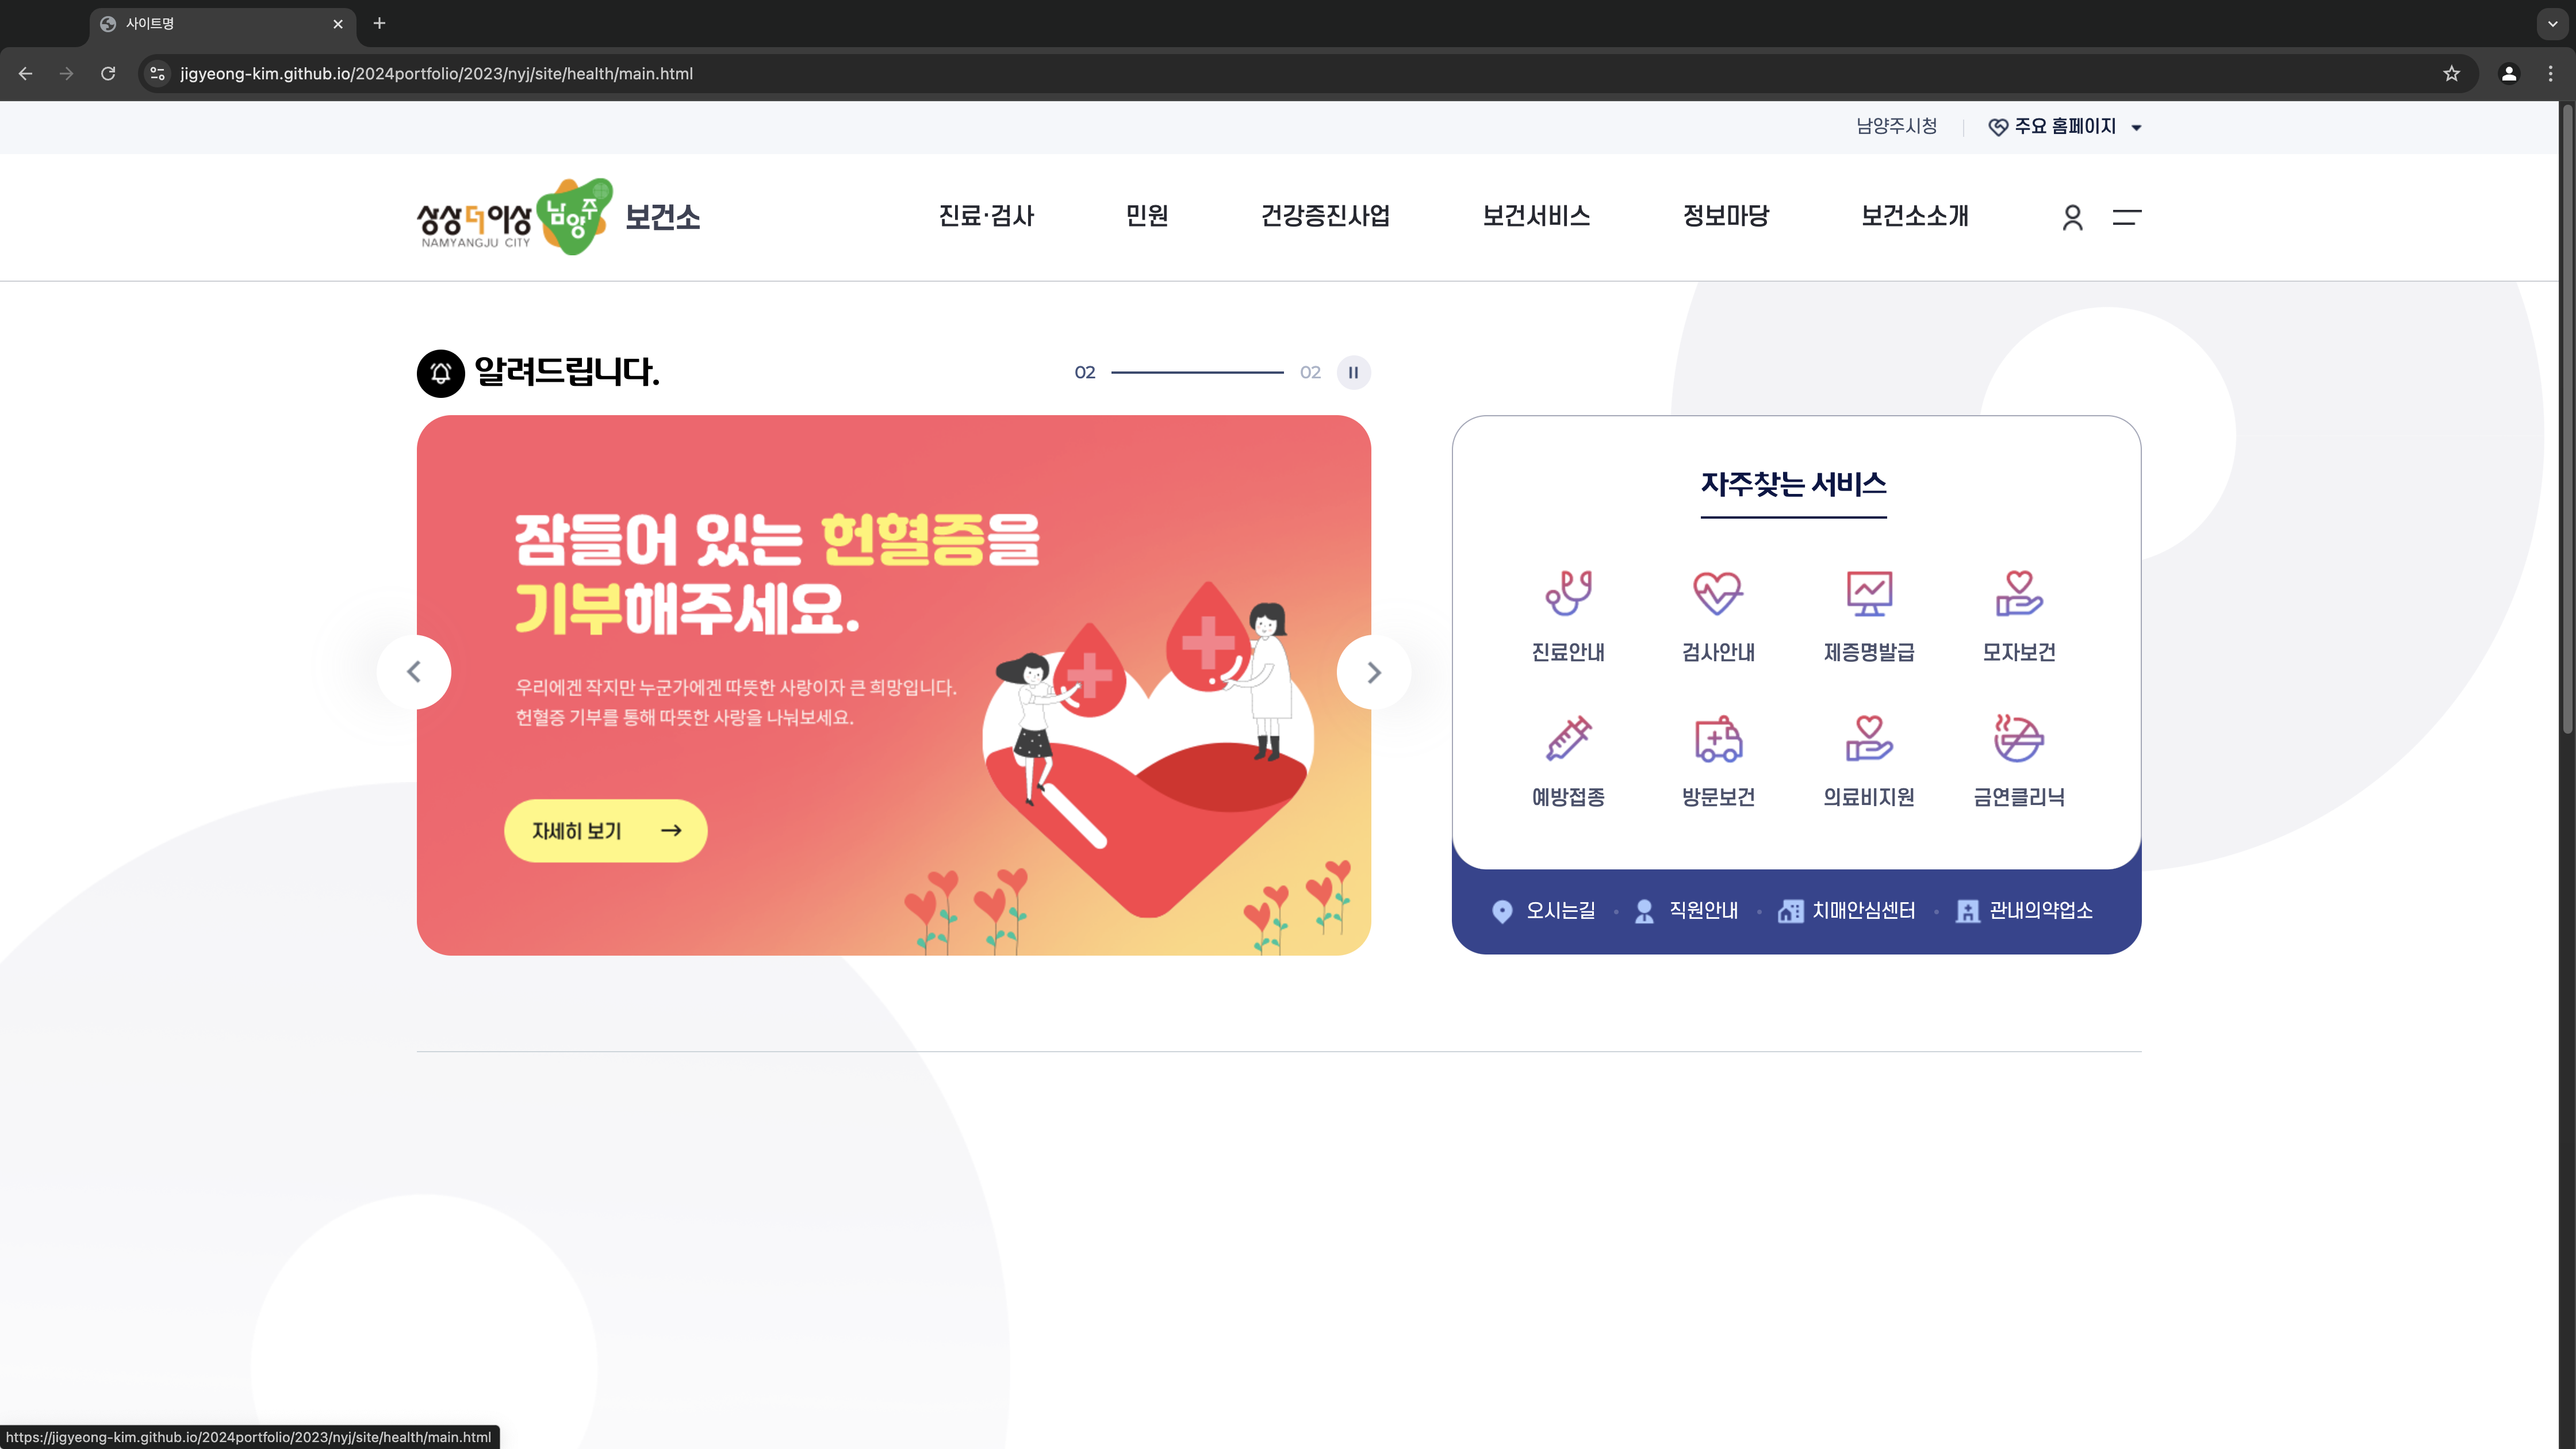 사이트명
jigyeong-kim.github.io/2024portfolio/2023/nyj/site/health/main.html
남양주시청
주요 홈페이지
상상더이상
NAMYANGJU CITY
남양주
보건소
진료·검사
민원
건강증진사업
보건서비스
정보마당
보건소소개
알려드립니다.
02
02
잠들어 있는 헌혈증을
기부해주세요.
우리에겐 작지만 누군가에겐 따뜻한 사랑이자 큰 희망입니다.
헌혈증 기부를 통해 따뜻한 사랑을 나눠보세요.
자세히 보기
자주찾는 서비스
진료안내
검사안내
제증명발급
모자보건
예방접종
방문보건
의료비지원
금연클리닉
오시는길
직원안내
치매안심센터
관내의약업소
https://jigyeong-kim.github.io/2024portfolio/2023/nyj/site/health/main.html